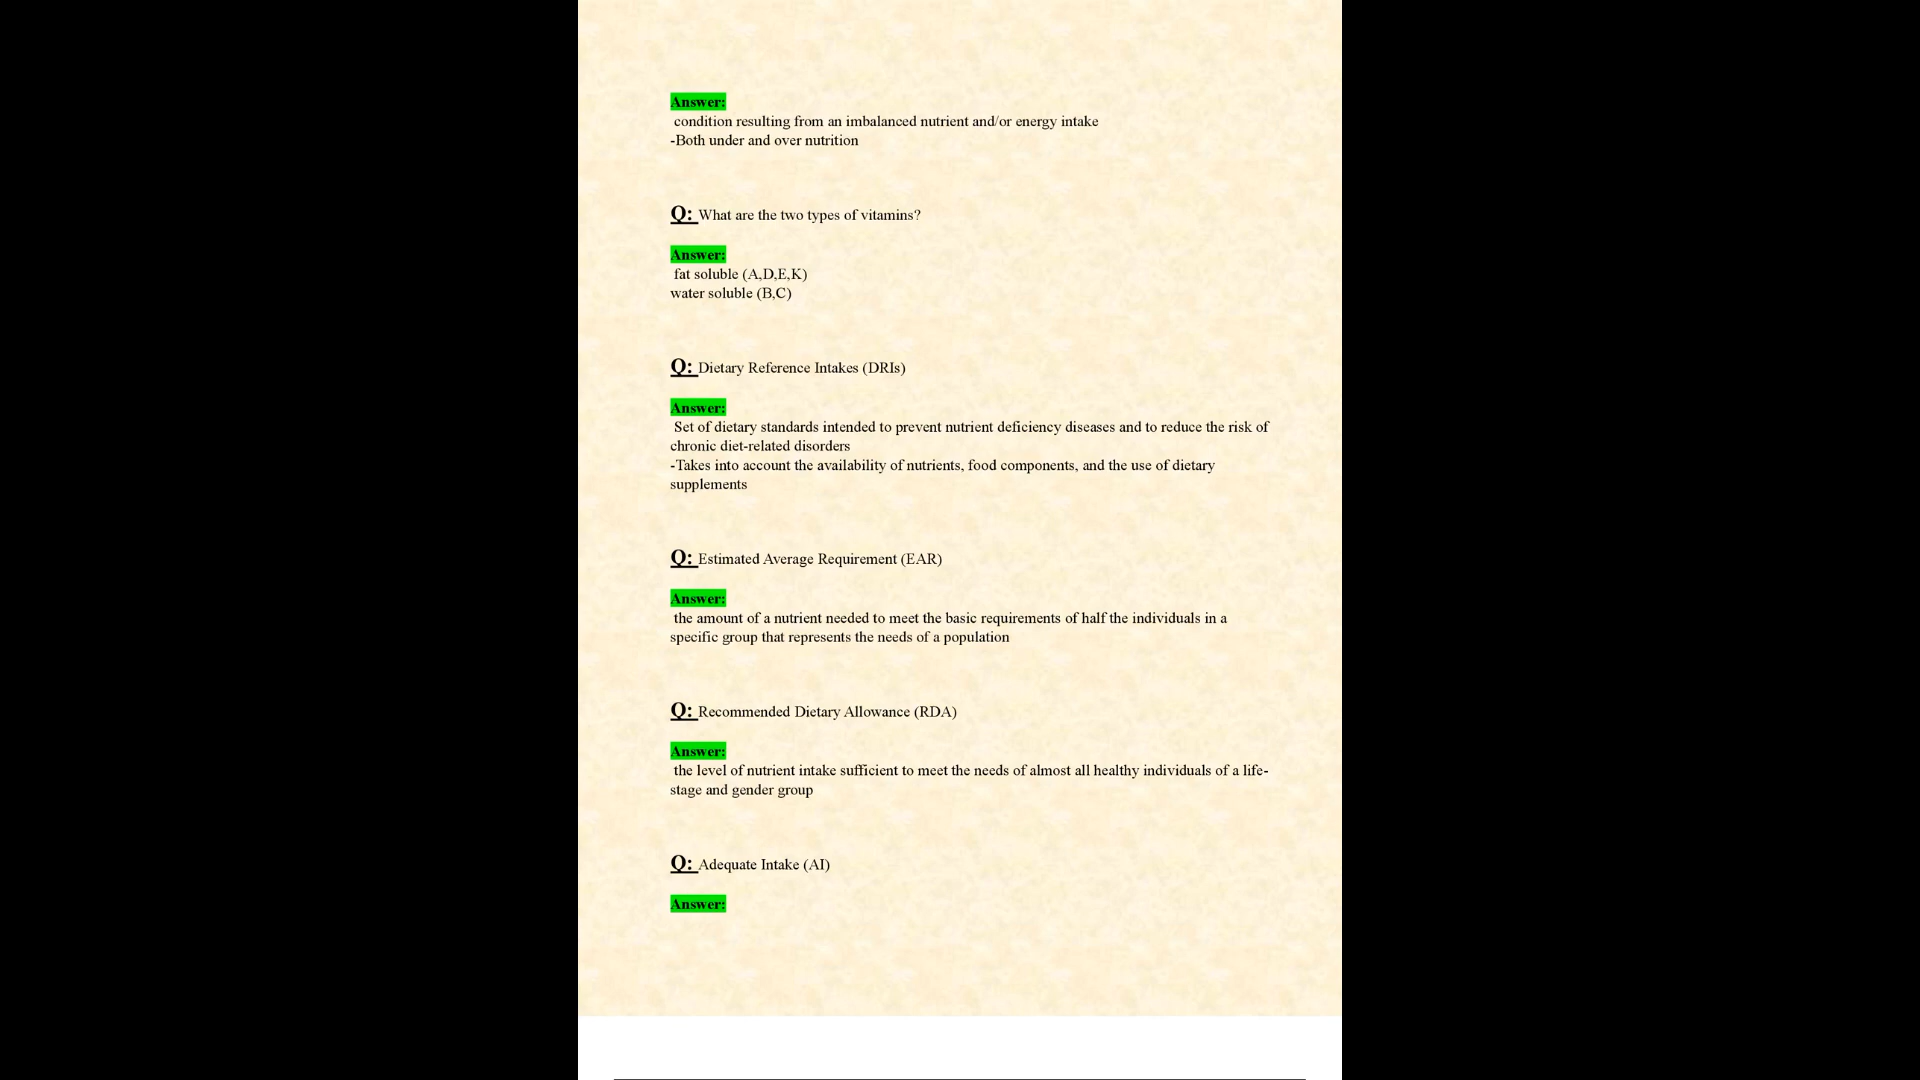 Answer:
condition resulting from an imbalanced nutrient and/or energy intake
-Both under and over nutrition
Q: What are the two types of vitamins?
Answer:
fat soluble (A,D,E,K)
water soluble (B,C)
Q: Dietary Reference Intakes (DRIs)
Answer:
Set of dietary standards intended to prevent nutrient deficiency diseases and to reduce the risk of
chronic diet-related disorders
-Takes into account the availability of nutrients, food components, and the use of dietary
supplements
Q: Estimated Average Requirement (EAR)
Answer:
the amount of a nutrient needed to meet the basic requirements of half the individuals in a
specific group that represents the needs of a population
Q: Recommended Dietary Allowance (RDA)
Answer:
the level of nutrient intake sufficient to meet the needs of almost all healthy individuals of a life-
stage and gender group
Q: Adequate Intake (AI)
Answer: